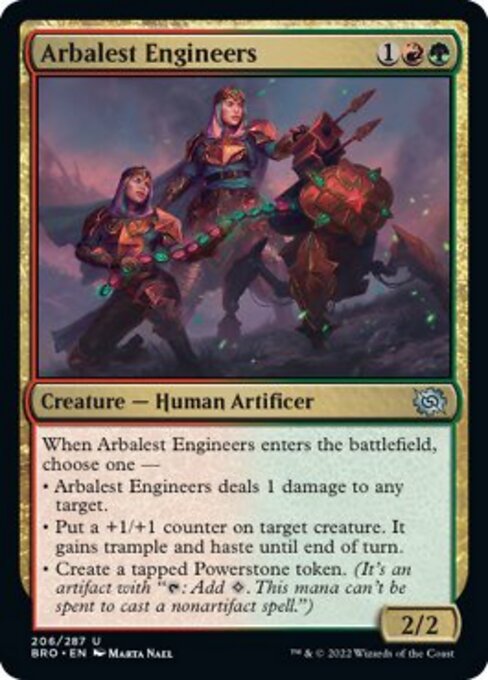 Arbalest Engineers 1
Creature — Human Artificer
When Arbalest Engineers enters the battlefield,
choose one —
• Arbalest Engineers deals 1 damage to any
target.
• Put a +1/+1 counter on target creature. It
gains trample and haste until end of turn.
• Create a tapped Powerstone token. (It's an
artifact with “: Add . This mana can't be
spent to cast a nonartifact spell.”)
2/2
206/287 U
BRO • EN Marta Nael
™ & © 2022 Wizards of the Coast